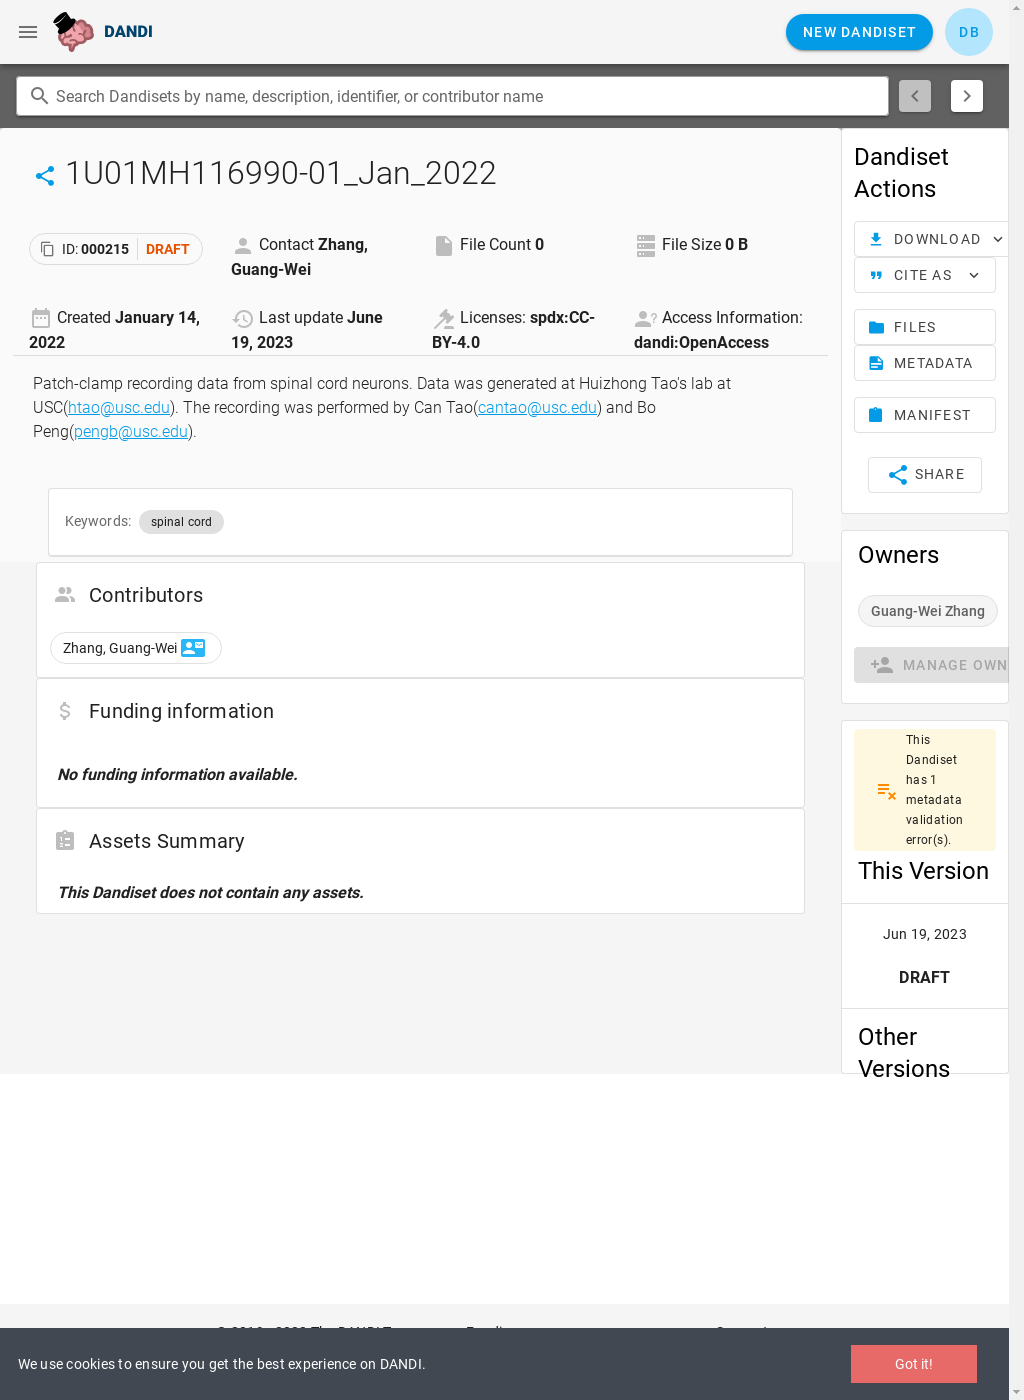 DANDI
NEW DANDISET
DB
Search Dandisets by name, description, identifier, or contributor name
1U01MH116990-01_Jan_2022
ID: 000215 DRAFT
Contact Zhang,
Guang-Wei
File Count 0
File Size 0 B
Created January 14,
2022
Last update June
19, 2023
Licenses: spdx:CC-
BY-4.0
Access Information:
dandi:OpenAccess
Patch-clamp recording data from spinal cord neurons. Data was generated at Huizhong Tao's lab at
USC(htao@usc.edu). The recording was performed by Can Tao(cantao@usc.edu) and Bo
Peng(pengb@usc.edu).
Keywords: spinal cord
Contributors
Zhang, Guang-Wei
Funding information
No funding information available.
Assets Summary
This Dandiset does not contain any assets.
Dandiset
Actions
DOWNLOAD
CITE AS
FILES
METADATA
MANIFEST
SHARE
Owners
Guang-Wei Zhang
MANAGE OWN
This
Dandiset
has 1
metadata
validation
error(s).
This Version
Jun 19, 2023
DRAFT
Other
Versions
We use cookies to ensure you get the best experience on DANDI.
Got it!